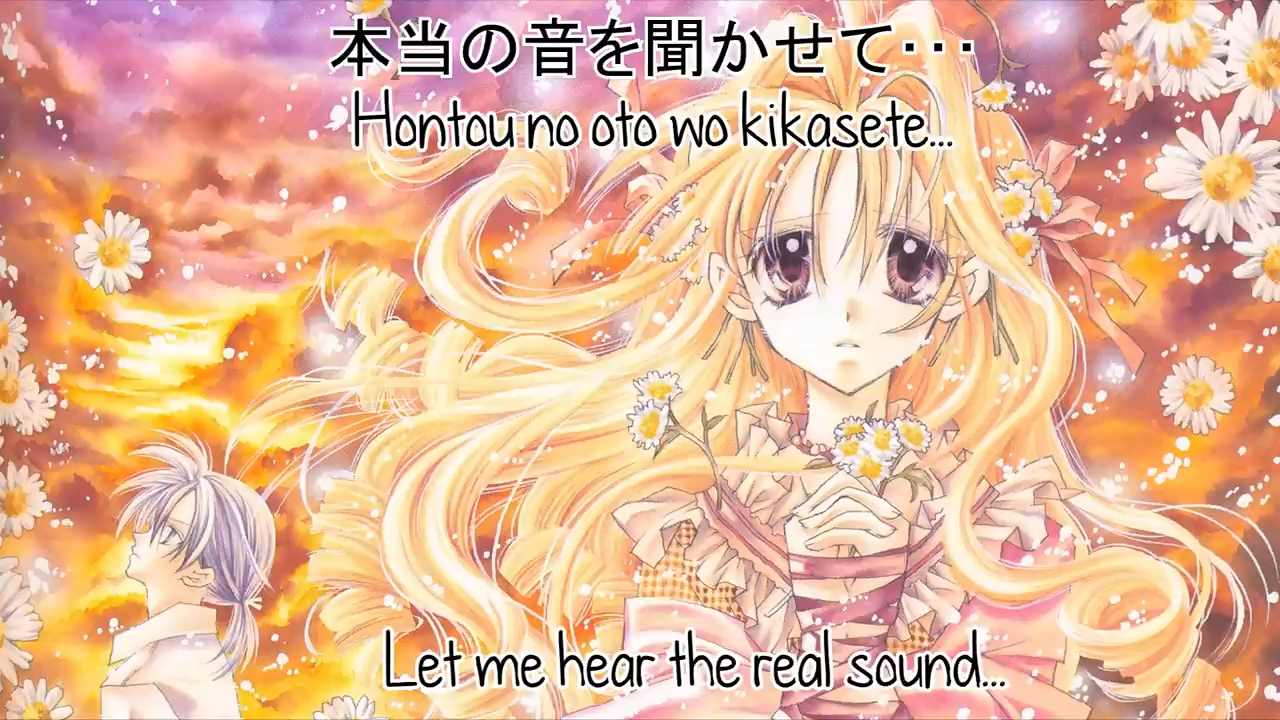 本当の音を聞かせて･･･
Hontou no oto wo kikasete...
Let me hear the real sound...